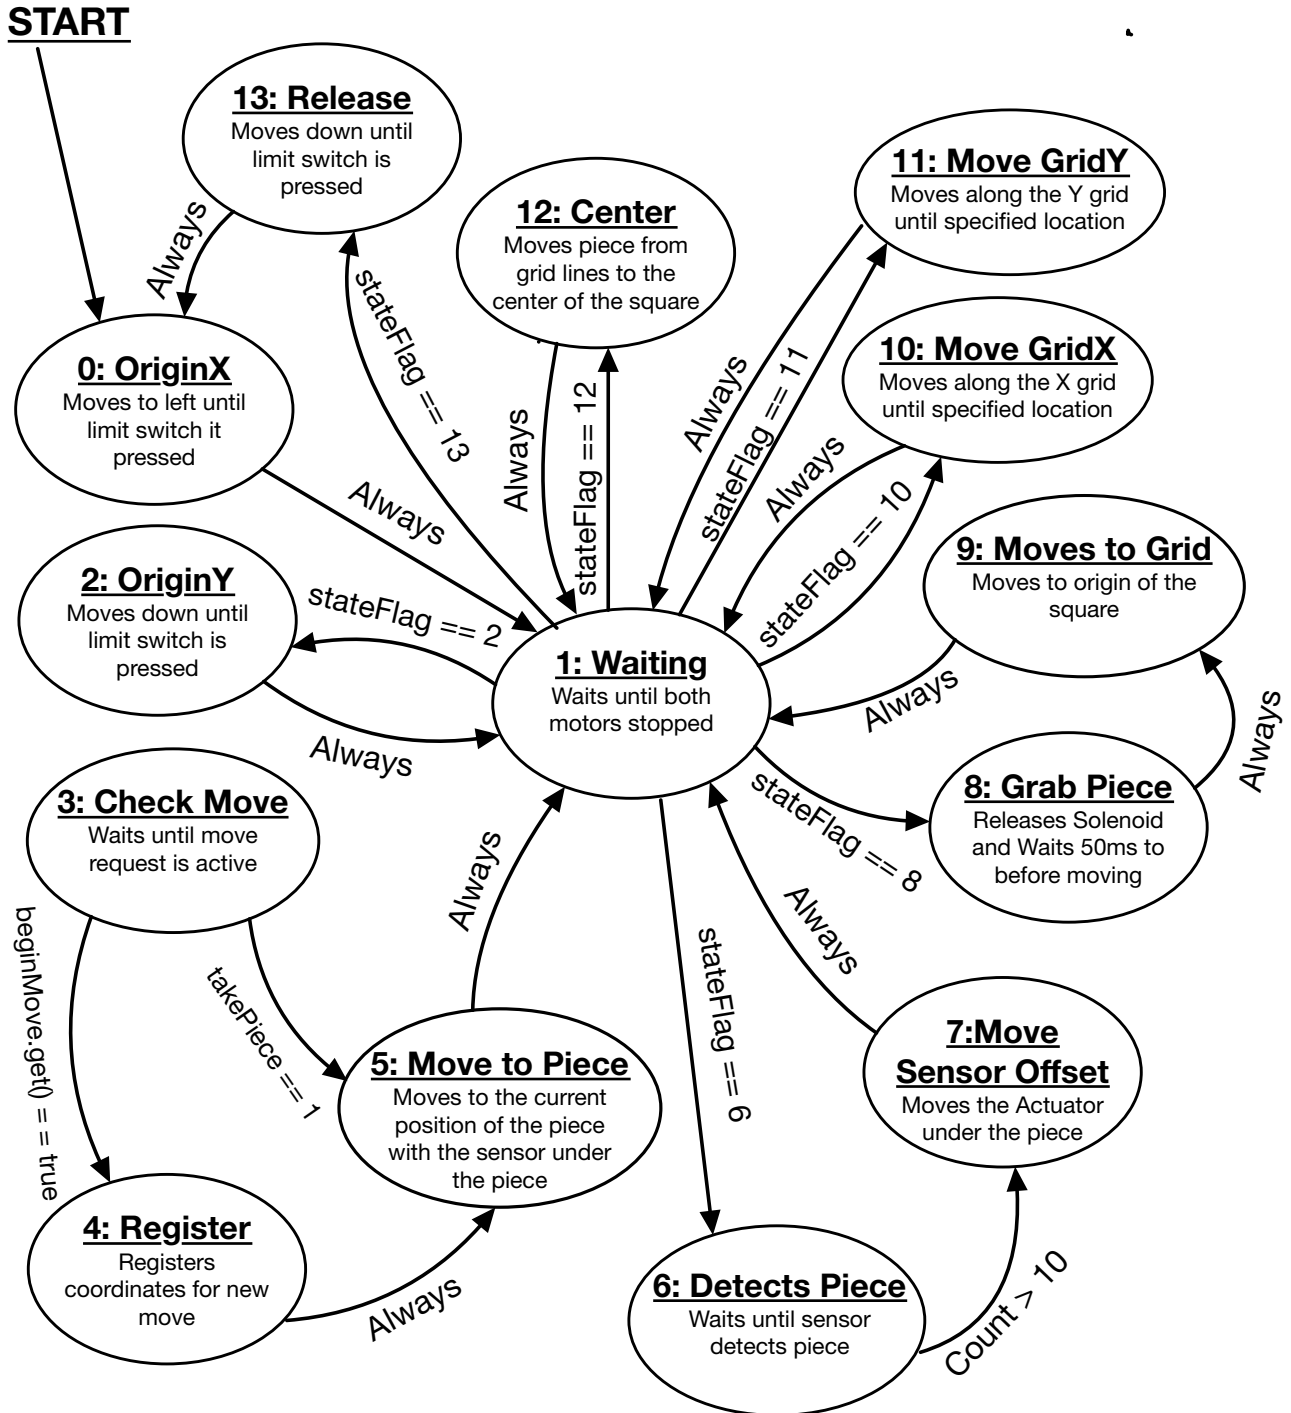 START
13: Release
Moves down until
limit switch is
pressed
Always
stateFlag == 13
12: Center
Moves piece from
grid lines to the
center of the square
Always
stateFlag == 12
11: Move GridY
Moves along the Y grid
until specified location
Always
stateFlag == 11
10: Move GridX
Moves along the X grid
until specified location
Always
stateFlag == 10
0: OriginX
Moves to left until
limit switch it
pressed
Always
9: Moves to Grid
Moves to origin of the
square
Always
2: OriginY
Moves down until
limit switch is
pressed
stateFlag == 2
Always
1: Waiting
Waits until both
motors stopped
8: Grab Piece
Releases Solenoid
and Waits 50ms to
before moving
Always
stateFlag == 8
3: Check Move
Waits until move
request is active
beginMove.get() = = true
takePiece == 1
Always
5: Move to Piece
Moves to the current
position of the piece
with the sensor under
the piece
stateFlag == 6
Always
7:Move
Sensor Offset
Moves the Actuator
under the piece
4: Register
Registers
coordinates for new
move
Always
6: Detects Piece
Waits until sensor
detects piece
Count > 10